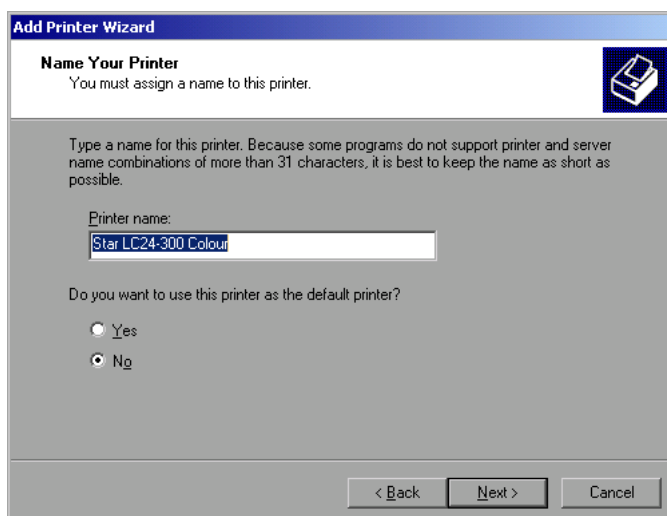 Add Printer Wizard
Name Your Printer
You must assign a name to this printer.
Type a name for this printer. Because some programs do not support printer and server
name combinations of more than 31 characters, it is best to keep the name as short as
possible.
Printer name:
Star LC24-300 Colour
Do you want to use this printer as the default printer?
Yes
No
< Back
Next >
Cancel